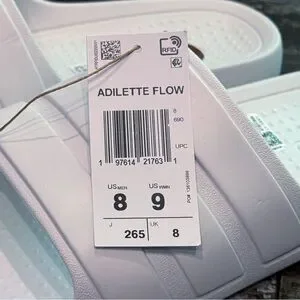 RFID
ADILETTE FLOW
1 97614 21763 1
UPC
US MEN
US WMN
8
9
J
UK
265
8